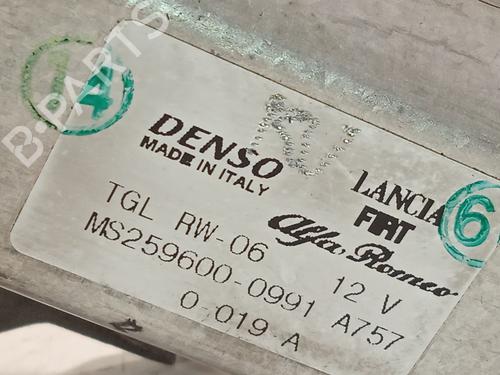 B-PARTS
14
DENSO
MADE IN ITALY
LANCIA
FIAT
Alfa Romeo
6
TGL RW-06
12 V
MS259600-0991 A757
0-019-A